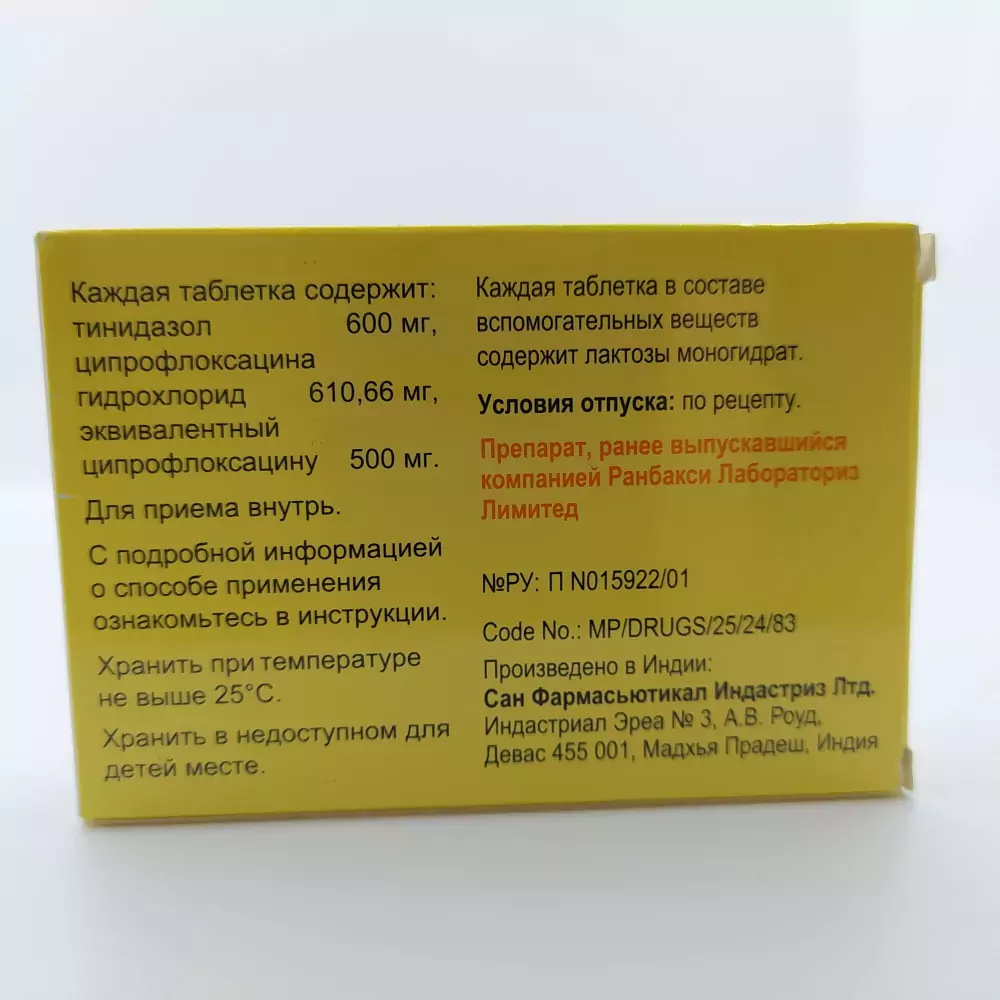 Каждая таблетка содержит:
тинидазол 600 мг,
ципрофлоксацина
гидрохлорид 610,66 мг,
эквивалентный
ципрофлоксацину 500 мг.
Для приема внутрь.
С подробной информацией
о способе применения
ознакомьтесь в инструкции.
Хранить при температуре
не выше 25°C.
Хранить в недоступном для
детей месте.
Каждая таблетка в составе
вспомогательных веществ
содержит лактозы моногидрат.
Условия отпуска: по рецепту.
Препарат, ранее выпускавшийся
компанией Ранбакси Лабораториз
Лимитед
№РУ: П N015922/01
Code No.: MP/DRUGS/25/24/83
Произведено в Индии:
Сан Фармасьютикал Индастриз Лтд.
Индастриал Эреа № 3, А.В. Роуд,
Девас 455 001, Мадхья Прадеш, Индия